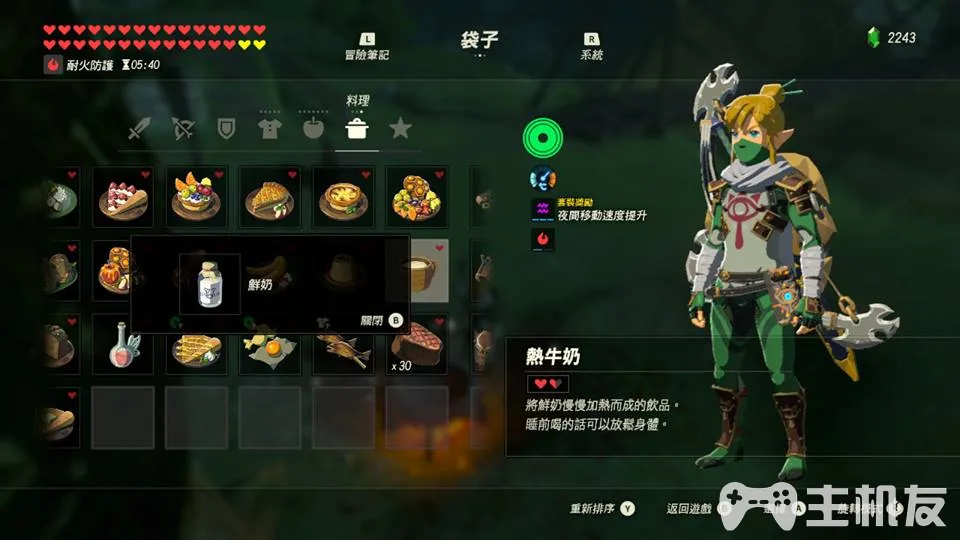 L
冒險筆記
袋子
R
系統
2243
耐火防護 05:40
料理
套裝獎勵
夜間移動速度提升
鮮奶
關閉 B
x30
熱牛奶
將鮮奶慢慢加熱而成的飲品。
睡前喝的話可以放鬆身體。
重新排序 Y
返回遊戲
選擇 A
主机友